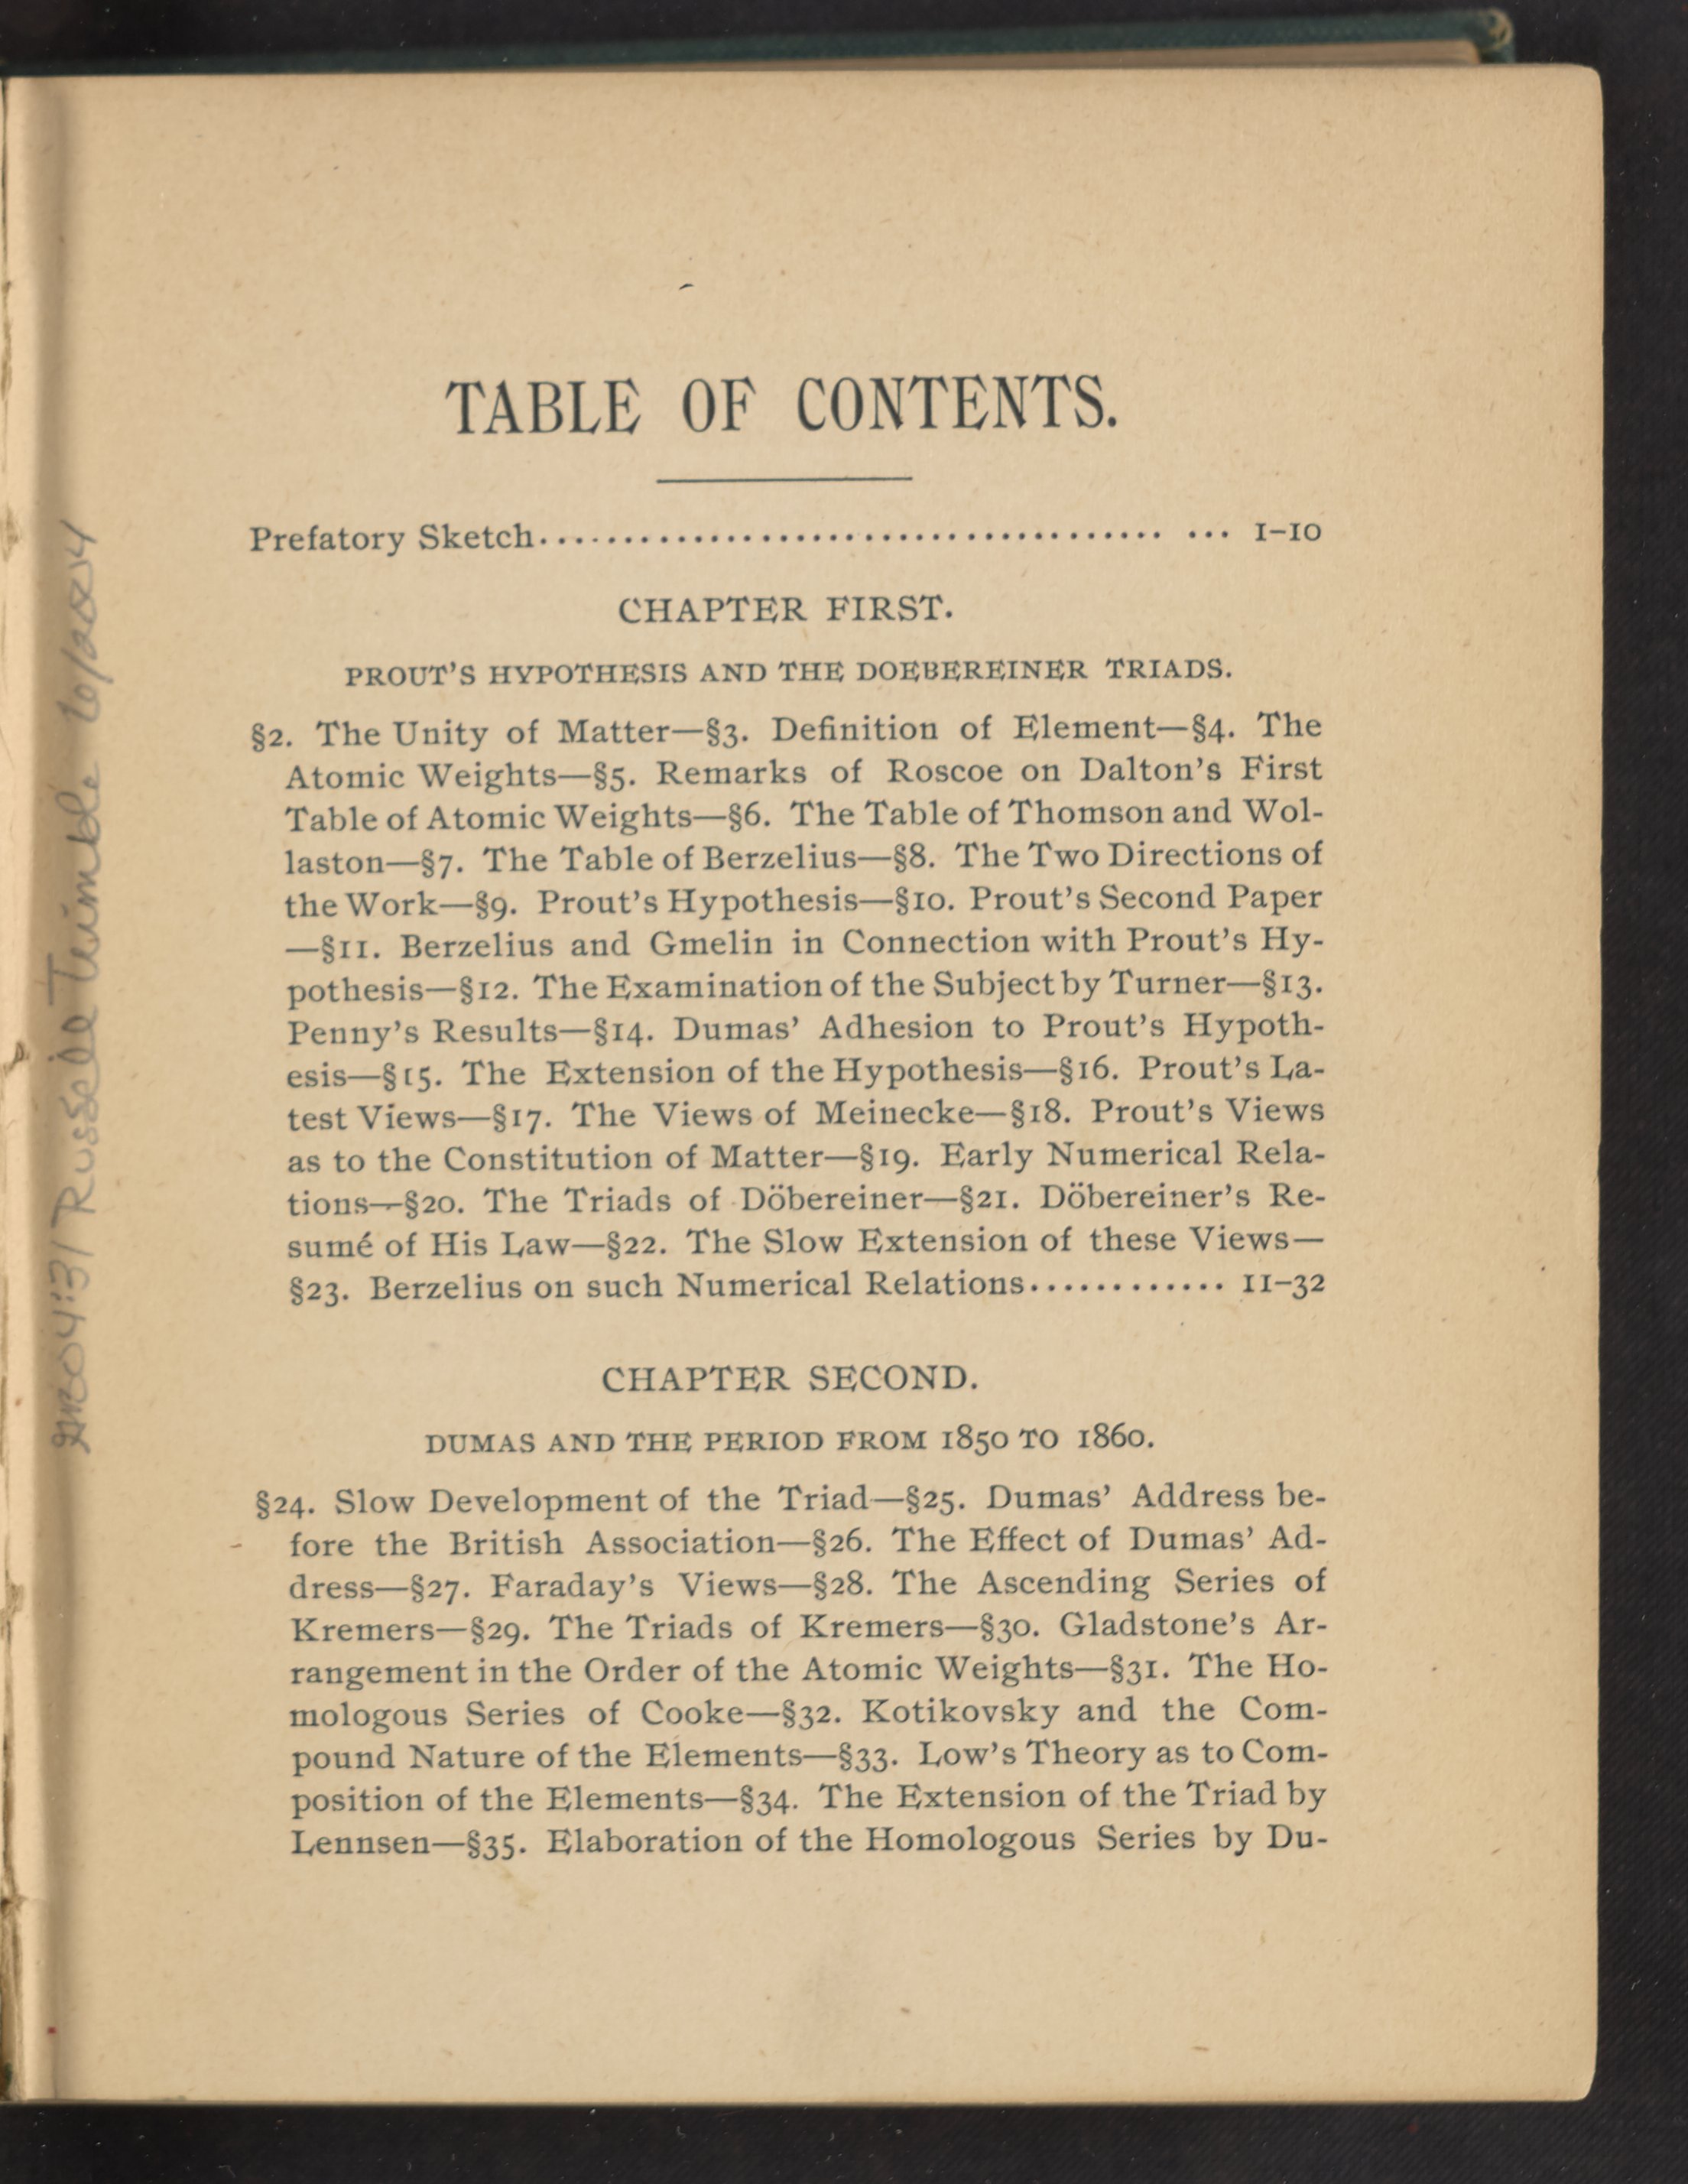 TABLE OF CONTENTS.
Prefatory Sketch........................................ ... 1–10
CHAPTER FIRST.
PROUT'S HYPOTHESIS AND THE DOEBEREINER TRIADS.
§2. The Unity of Matter—§3. Definition of Element—§4. The
Atomic Weights—§5. Remarks of Roscoe on Dalton's First
Table of Atomic Weights—§6. The Table of Thomson and Wol-
laston—§7. The Table of Berzelius—§8. The Two Directions of
the Work—§9. Prout's Hypothesis—§10. Prout's Second Paper
—§11. Berzelius and Gmelin in Connection with Prout's Hy-
pothesis—§12. The Examination of the Subject by Turner—§13.
Penny's Results—§14. Dumas' Adhesion to Prout's Hypoth-
esis—§15. The Extension of the Hypothesis—§16. Prout's La-
test Views—§17. The Views of Meinecke—§18. Prout's Views
as to the Constitution of Matter—§19. Early Numerical Rela-
tions—§20. The Triads of Döbereiner—§21. Döbereiner's Re-
sumé of His Law—§22. The Slow Extension of these Views—
§23. Berzelius on such Numerical Relations............ 11–32
CHAPTER SECOND.
DUMAS AND THE PERIOD FROM 1850 TO 1860.
§24. Slow Development of the Triad—§25. Dumas' Address be-
fore the British Association—§26. The Effect of Dumas' Ad-
dress—§27. Faraday's Views—§28. The Ascending Series of
Kremers—§29. The Triads of Kremers—§30. Gladstone's Ar-
rangement in the Order of the Atomic Weights—§31. The Ho-
mologous Series of Cooke—§32. Kotikovsky and the Com-
pound Nature of the Elements—§33. Low's Theory as to Com-
position of the Elements—§34. The Extension of the Triad by
Lennsen—§35. Elaboration of the Homologous Series by Du-
Russell Trimble 6/2004